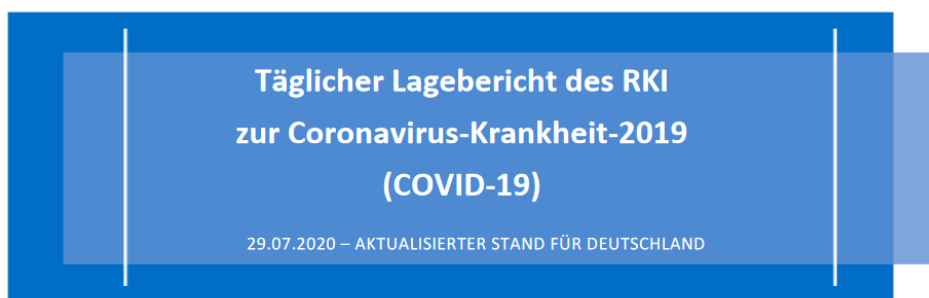 Täglicher Lagebericht des RKI
zur Coronavirus-Krankheit-2019
(COVID-19)
29.07.2020 – AKTUALISIERTER STAND FÜR DEUTSCHLAND